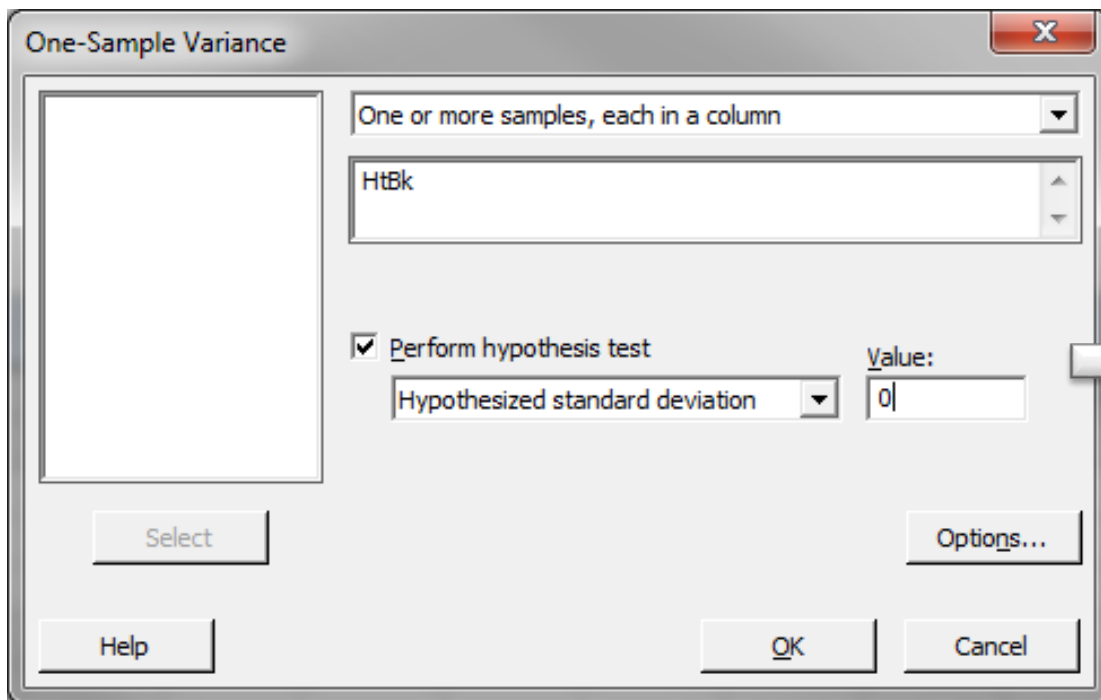 One-Sample Variance
One or more samples, each in a column
HtBk
Perform hypothesis test
Value:
Hypothesized standard deviation
0
Select
Options...
Help
OK
Cancel